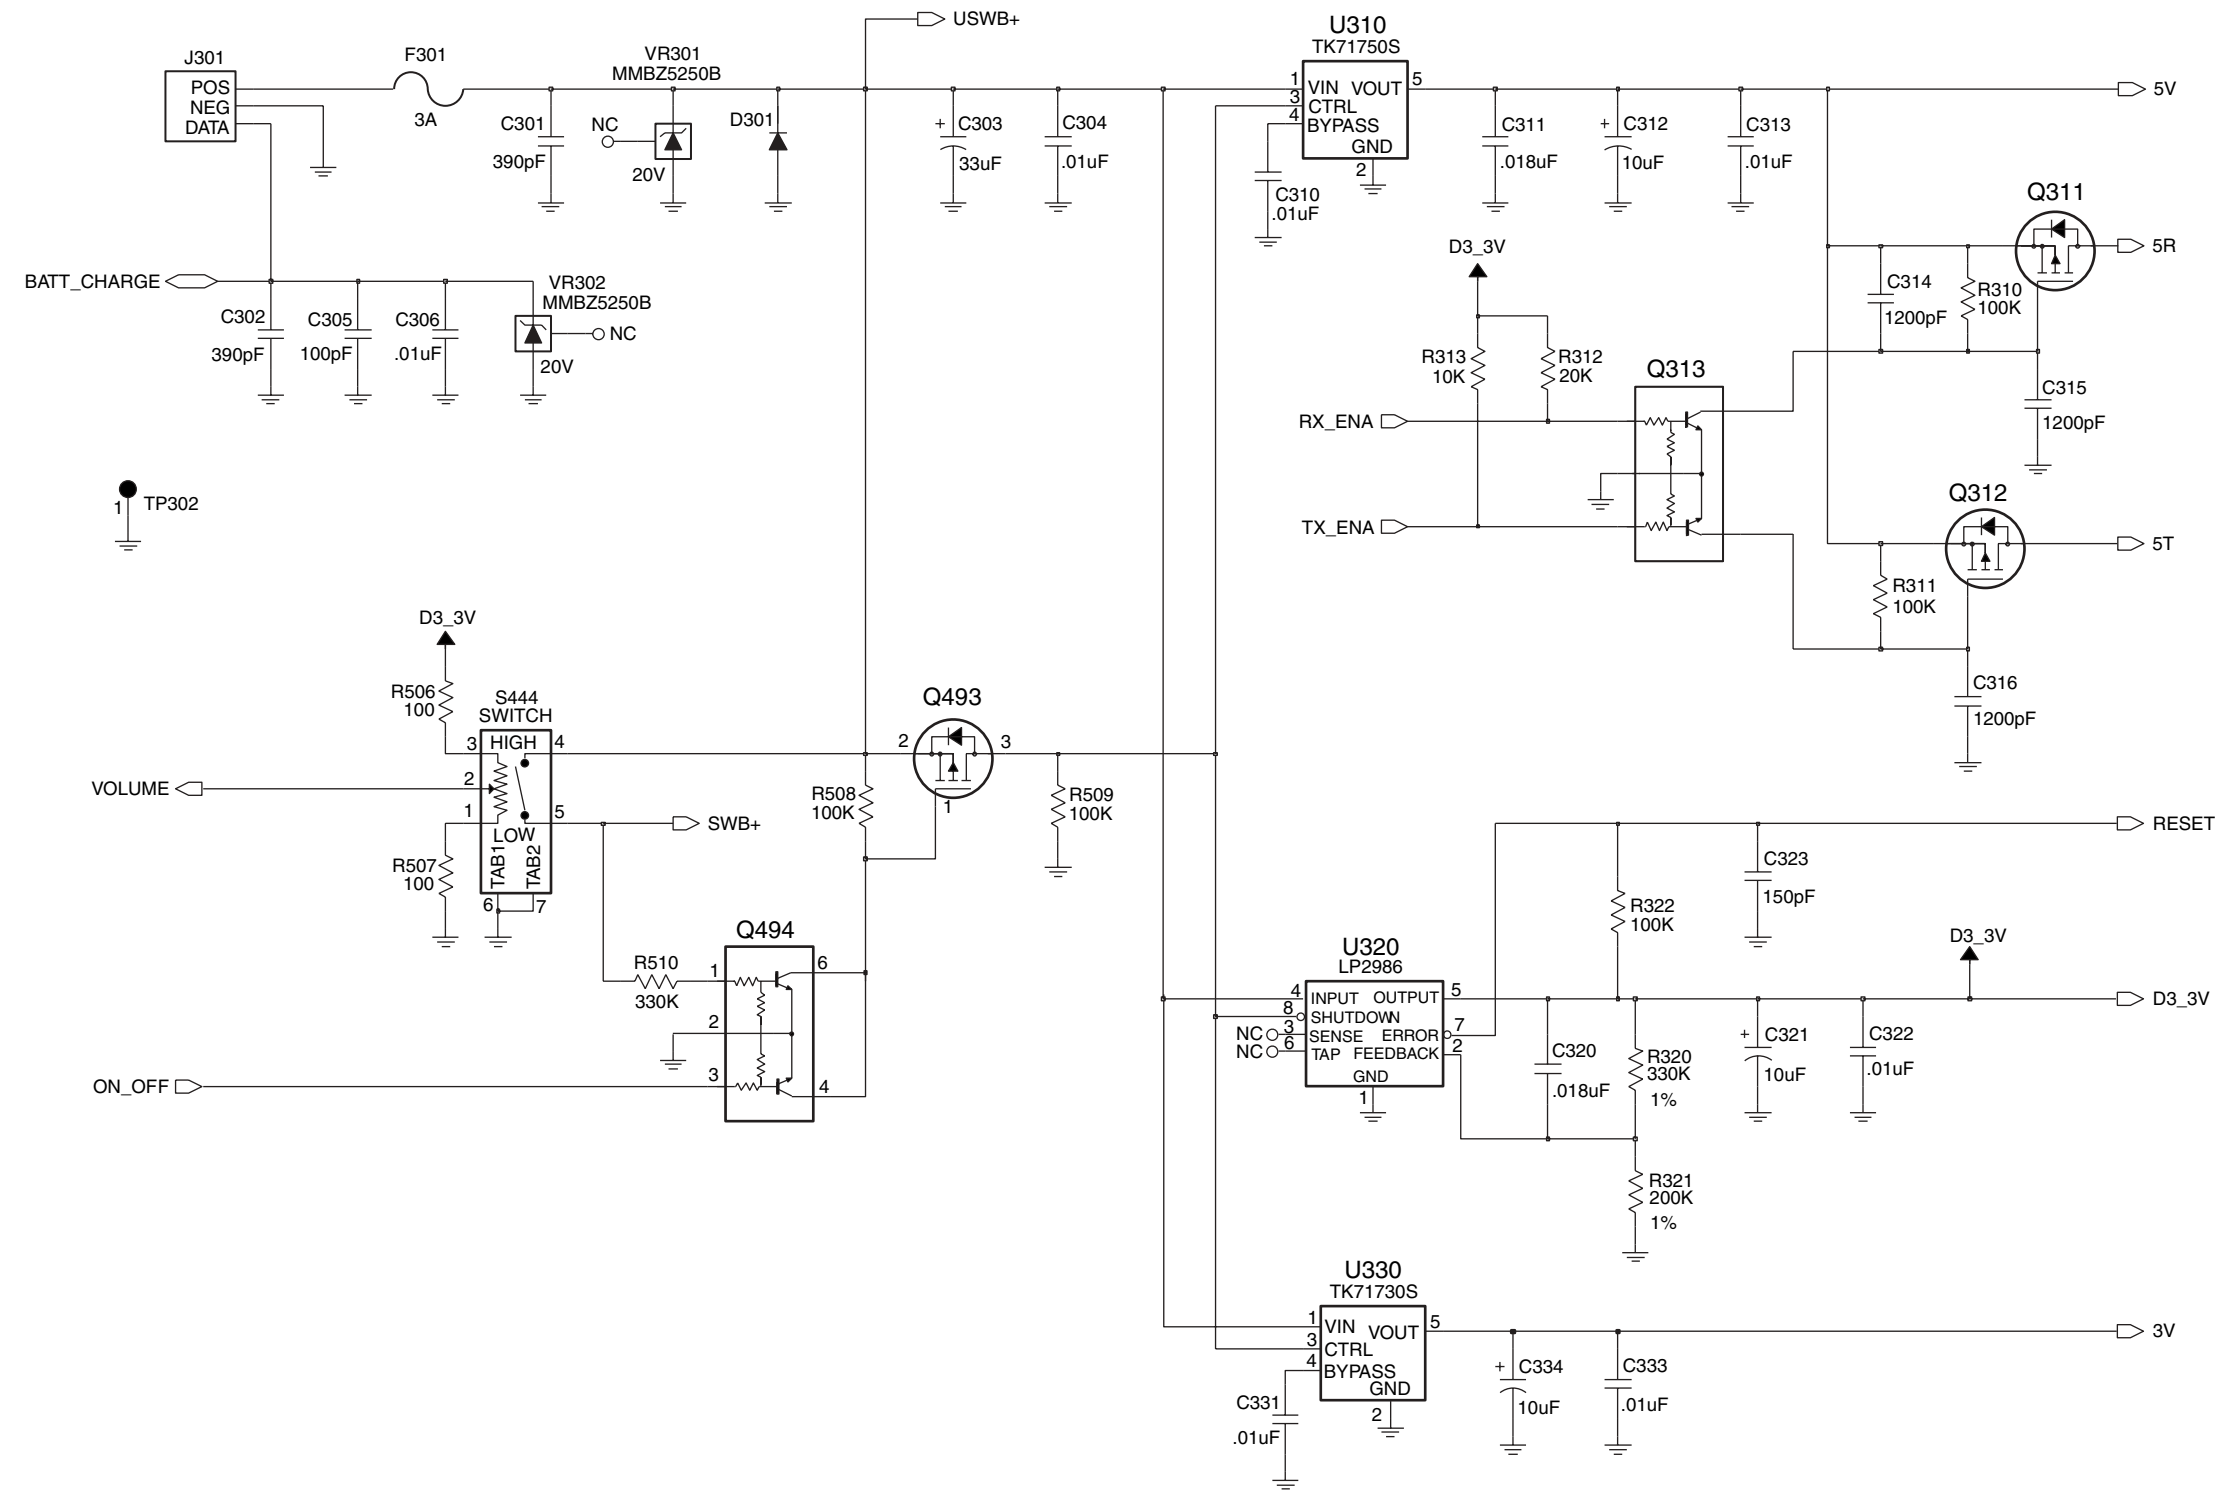 USWB+
J301
POS
NEG
DATA
F301
3A
VR301
MMBZ5250B
NC
20V
C301
390pF
D301
+ C303
33uF
C304
.01uF
U310
TK71750S
1 VIN VOUT 5
3 CTRL
4 BYPASS
GND
2
C310
.01uF
C311
.018uF
+ C312
10uF
C313
.01uF
5V
Q311
5R
C314
1200pF
R310
100K
C315
1200pF
BATT_CHARGE
C302
390pF
C305
100pF
C306
.01uF
VR302
MMBZ5250B
NC
20V
D3_3V
R313
10K
R312
20K
Q313
RX_ENA
TX_ENA
Q312
5T
R311
100K
C316
1200pF
1 TP302
D3_3V
R506
100
S444
SWITCH
3 HIGH 4
2
1 5
LOW
TAB1
TAB2
6 7
VOLUME
R507
100
SWB+
Q493
2 3
1
R508
100K
R509
100K
Q494
R510
330K
1 6
2
3 4
ON_OFF
RESET
C323
150pF
R322
100K
U320
LP2986
4 INPUT OUTPUT 5
8 SHUTDOWN
NC 3 SENSE ERROR 7
NC 6 TAP FEEDBACK 2
GND
1
C320
.018uF
R320
330K
1%
+ C321
10uF
C322
.01uF
D3_3V
D3_3V
R321
200K
1%
U330
TK71730S
1 VIN VOUT 5
3 CTRL
4 BYPASS
GND
2
C331
.01uF
+ C334
10uF
C333
.01uF
3V